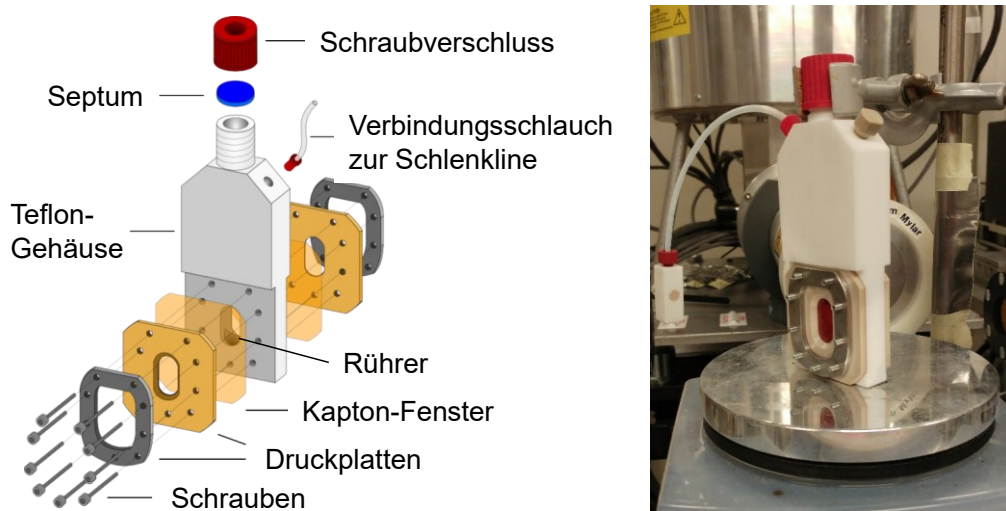 Schraubverschluss
Septum
Verbindungsschlauch
zur Schlenkline
Teflon-
Gehäuse
Rührer
Kapton-Fenster
Druckplatten
Schrauben
m Mylar